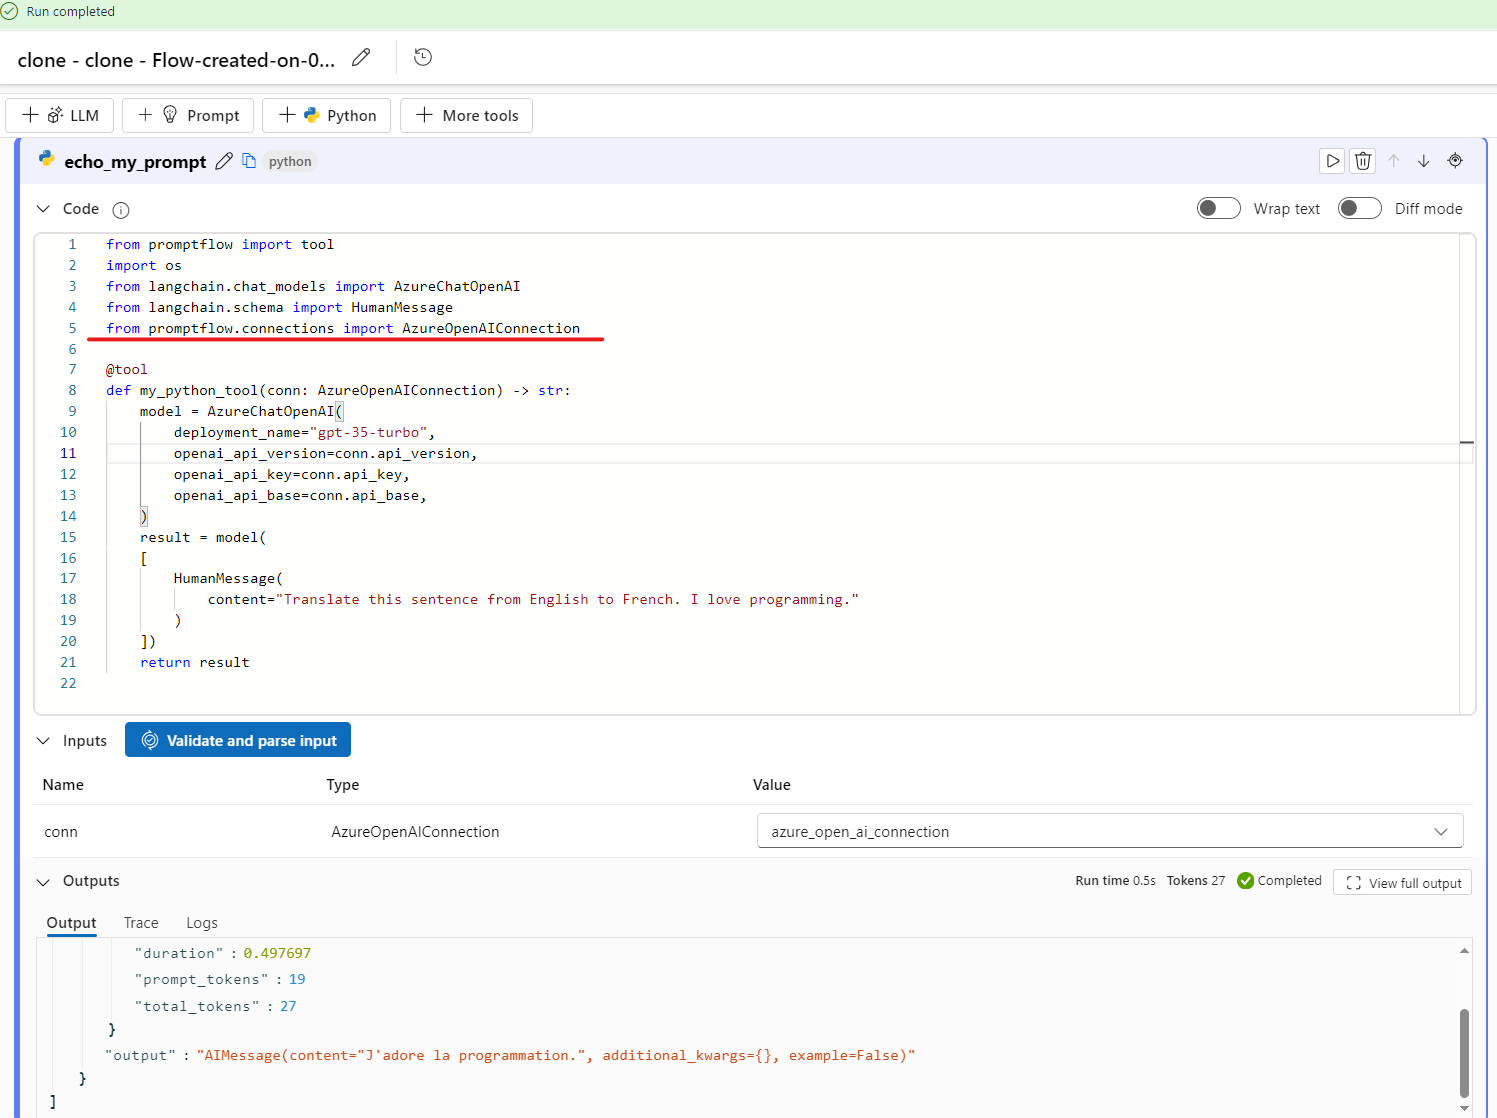 Run completed
clone - clone - Flow-created-on-0...
LLM
Prompt
Python
More tools
echo_my_prompt python
Code
Wrap text
Diff mode
1 from promptflow import tool
2 import os
3 from langchain.chat_models import AzureChatOpenAI
4 from langchain.schema import HumanMessage
5 from promptflow.connections import AzureOpenAIConnection
6
7 @tool
8 def my_python_tool(conn: AzureOpenAIConnection) -> str:
9 model = AzureChatOpenAI(
10 deployment_name="gpt-35-turbo",
11 openai_api_version=conn.api_version,
12 openai_api_key=conn.api_key,
13 openai_api_base=conn.api_base,
14 )
15 result = model(
16 [
17 HumanMessage(
18 content="Translate this sentence from English to French. I love programming."
19 )
20 ])
21 return result
22
Inputs
Validate and parse input
Name Type Value
conn AzureOpenAIConnection azure_open_ai_connection
Outputs
Run time 0.5s Tokens 27 Completed View full output
Output Trace Logs
"duration" : 0.497697
"prompt_tokens" : 19
"total_tokens" : 27
}
"output" : "AIMessage(content="J'adore la programmation.", additional_kwargs={}, example=False)"
}
]